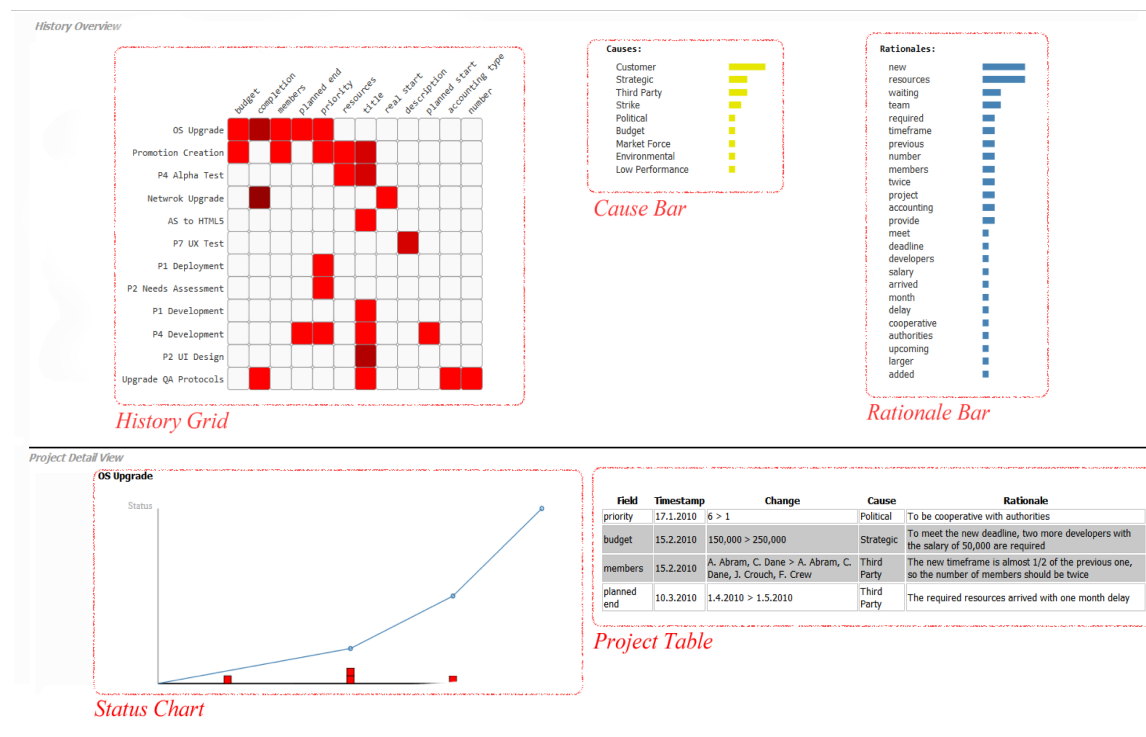 History Overview
budget
completion
members
planned end
priority
resources
title
real start
description
planned start
accounting type
number
OS Upgrade
Promotion Creation
P4 Alpha Test
Netwrok Upgrade
AS to HTML5
P7 UX Test
P1 Deployment
P2 Needs Assessment
P1 Development
P4 Development
P2 UI Design
Upgrade QA Protocols
History Grid
Causes:
Customer
Strategic
Third Party
Strike
Political
Budget
Market Force
Environmental
Low Performance
Cause Bar
Rationales:
new
resources
waiting
team
required
timeframe
previous
number
members
twice
project
accounting
provide
meet
deadline
developers
salary
arrived
month
delay
cooperative
authorities
upcoming
larger
added
Rationale Bar
Project Detail View
OS Upgrade
Status
Status Chart
Field Timestamp Change Cause Rationale
priority 17.1.2010 6 > 1 Political To be cooperative with authorities
budget 15.2.2010 150,000 > 250,000 Strategic To meet the new deadline, two more developers with
the salary of 50,000 are required
members 15.2.2010 A. Abram, C. Dane > A. Abram, C. Third The new timeframe is almost 1/2 of the previous one,
Dane, J. Crouch, F. Crew Party so the number of members should be twice
planned 10.3.2010 1.4.2010 > 1.5.2010 Third The required resources arrived with one month delay
end Party
Project Table